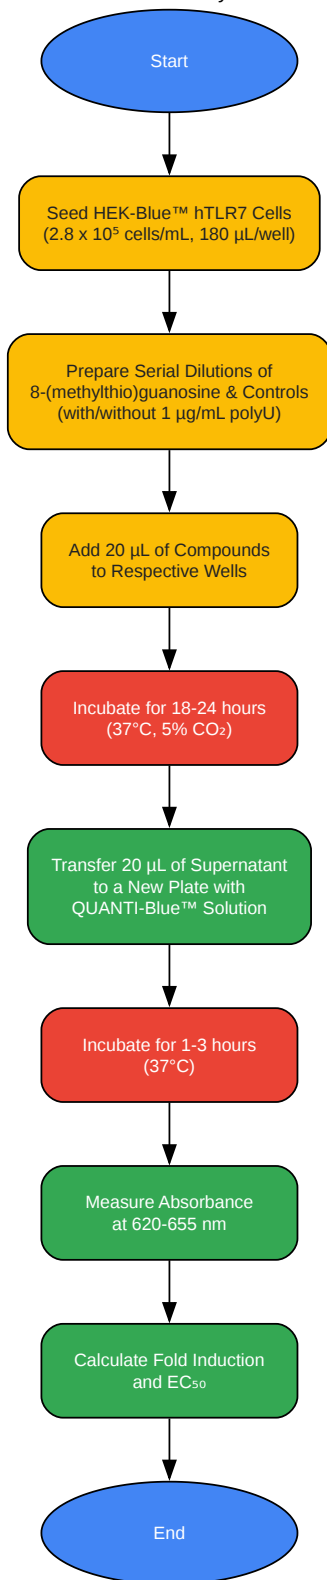 Start
Seed HEK-Blue™ hTLR7 Cells
(2.8 x 10⁵ cells/mL, 180 µL/well)
Prepare Serial Dilutions of
8-(methylthio)guanosine & Controls
(with/without 1 µg/mL polyU)
Add 20 µL of Compounds
to Respective Wells
Incubate for 18-24 hours
(37°C, 5% CO₂)
Transfer 20 µL of Supernatant
to a New Plate with
QUANTI-Blue™ Solution
Incubate for 1-3 hours
(37°C)
Measure Absorbance
at 620-655 nm
Calculate Fold Induction
and EC₅₀
End